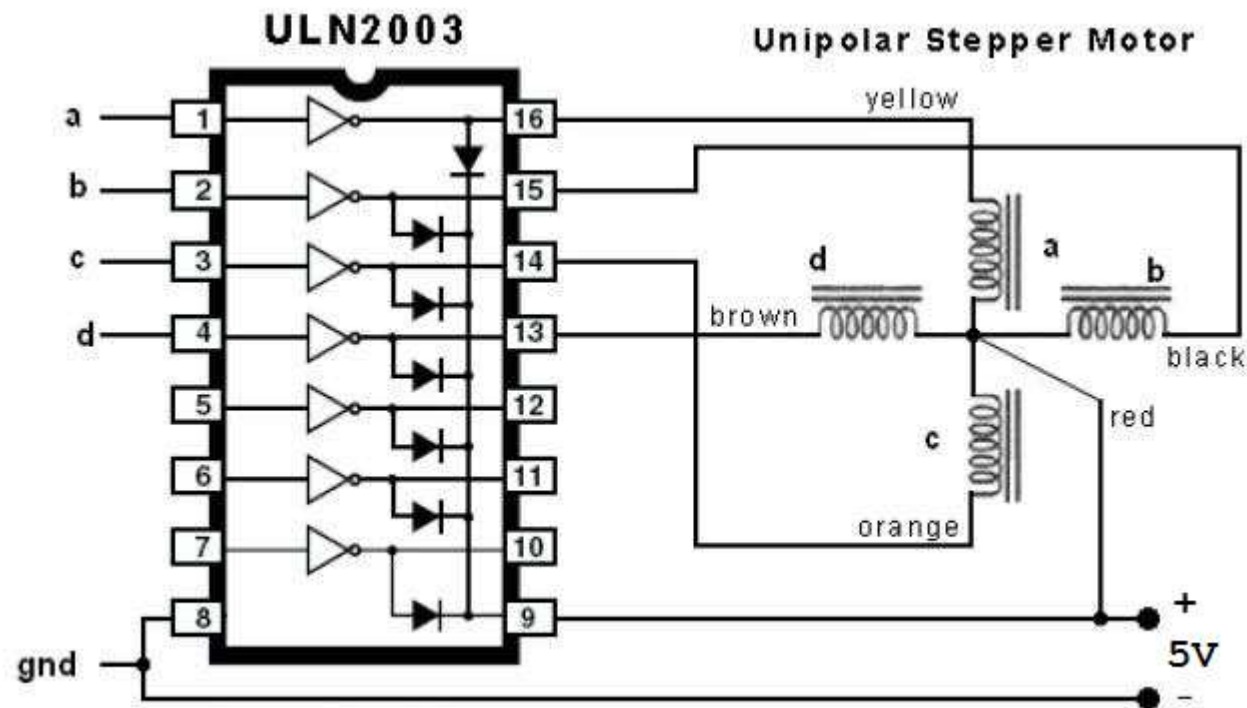 ULN2003
Unipolar Stepper Motor
yellow
a 1 16
b 2 15
c 3 14
a
d
b
d 4 13
brown
black
5 12
red
c
6 11
orange
7 10
8 9
+
5V
gnd
-